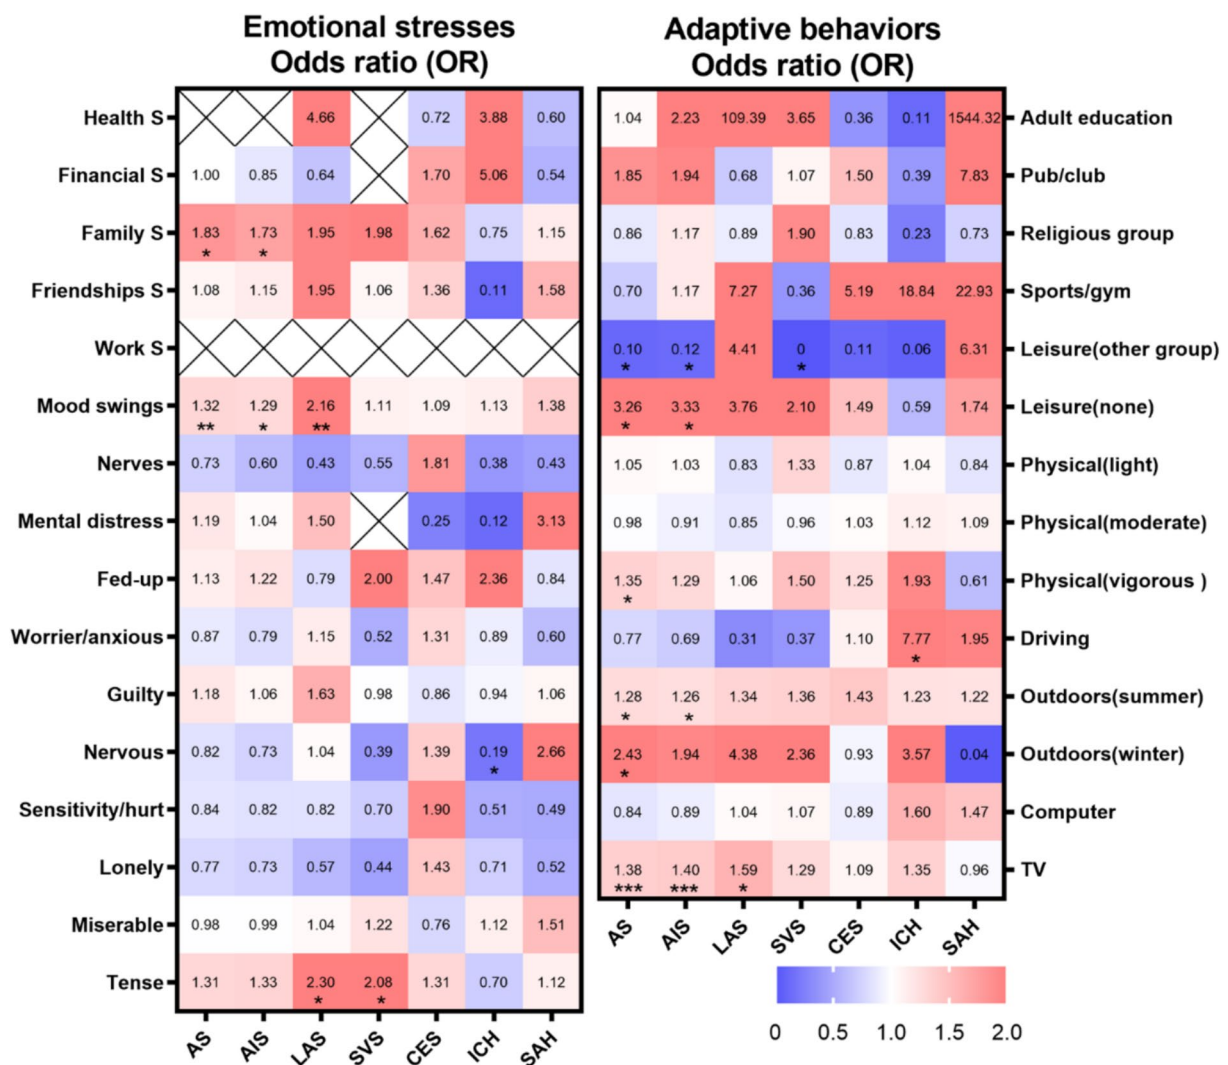 Emotional stresses
Odds ratio (OR)
Health S 4.66 0.72 3.88 0.60
Financial S 1.00 0.85 0.64 1.70 5.06 0.54
Family S 1.83 1.73 1.95 1.98 1.62 0.75 1.15
* *
Friendships S 1.08 1.15 1.95 1.06 1.36 0.11 1.58
Work S
Mood swings 1.32 1.29 2.16 1.11 1.09 1.13 1.38
** * **
Nerves 0.73 0.60 0.43 0.55 1.81 0.38 0.43
Mental distress 1.19 1.04 1.50 0.25 0.12 3.13
Fed-up 1.13 1.22 0.79 2.00 1.47 2.36 0.84
Worrier/anxious 0.87 0.79 1.15 0.52 1.31 0.89 0.60
Guilty 1.18 1.06 1.63 0.98 0.86 0.94 1.06
Nervous 0.82 0.73 1.04 0.39 1.39 0.19 2.66
*
Sensitivity/hurt 0.84 0.82 0.82 0.70 1.90 0.51 0.49
Lonely 0.77 0.73 0.57 0.44 1.43 0.71 0.52
Miserable 0.98 0.99 1.04 1.22 0.76 1.12 1.51
Tense 1.31 1.33 2.30 2.08 1.31 0.70 1.12
* *
AS AIS LAS SVS CES ICH SAH
Adaptive behaviors
Odds ratio (OR)
1.04 2.23 109.39 3.65 0.36 0.11 1544.32 Adult education
1.85 1.94 0.68 1.07 1.50 0.39 7.83 Pub/club
0.86 1.17 0.89 1.90 0.83 0.23 0.73 Religious group
0.70 1.17 7.27 0.36 5.19 18.84 22.93 Sports/gym
0.10 0.12 4.41 0 0.11 0.06 6.31 Leisure(other group)
* * *
3.26 3.33 3.76 2.10 1.49 0.59 1.74 Leisure(none)
* *
1.05 1.03 0.83 1.33 0.87 1.04 0.84 Physical(light)
0.98 0.91 0.85 0.96 1.03 1.12 1.09 Physical(moderate)
1.35 1.29 1.06 1.50 1.25 1.93 0.61 Physical(vigorous )
*
0.77 0.69 0.31 0.37 1.10 7.77 1.95 Driving
*
1.28 1.26 1.34 1.36 1.43 1.23 1.22 Outdoors(summer)
* *
2.43 1.94 4.38 2.36 0.93 3.57 0.04 Outdoors(winter)
*
0.84 0.89 1.04 1.07 0.89 1.60 1.47 Computer
1.38 1.40 1.59 1.29 1.09 1.35 0.96 TV
*** *** *
AS AIS LAS SVS CES ICH SAH
0 0.5 1.0 1.5 2.0